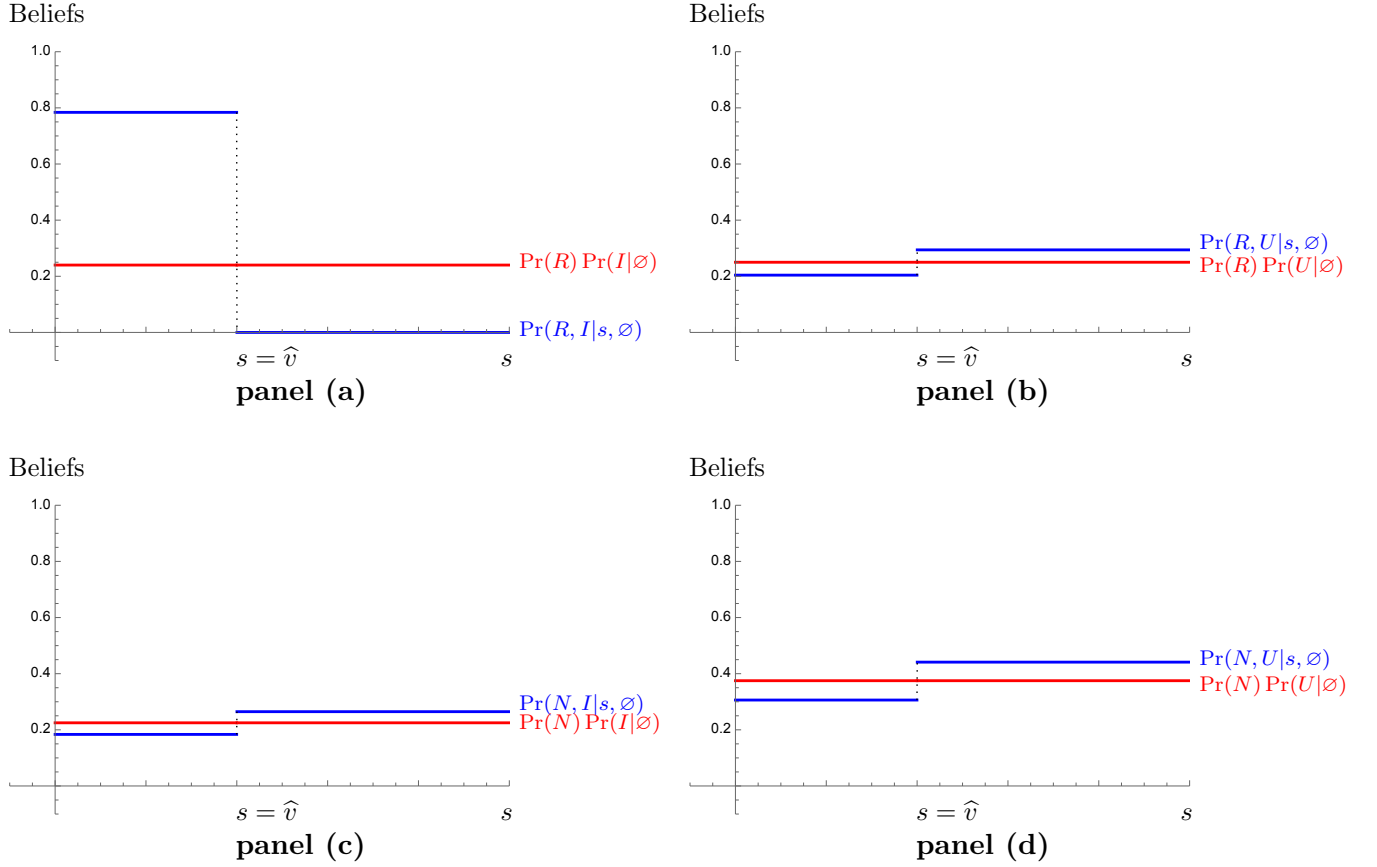 Beliefs
1.0
0.8
0.6
0.4
0.2
Pr(R) Pr(I|∅)
Pr(R, I|s, ∅)
s = v̂
s
panel (a)
Beliefs
1.0
0.8
0.6
0.4
0.2
Pr(R, U|s, ∅)
Pr(R) Pr(U|∅)
s = v̂
s
panel (b)
Beliefs
1.0
0.8
0.6
0.4
0.2
Pr(N, I|s, ∅)
Pr(N) Pr(I|∅)
s = v̂
s
panel (c)
Beliefs
1.0
0.8
0.6
0.4
0.2
Pr(N, U|s, ∅)
Pr(N) Pr(U|∅)
s = v̂
s
panel (d)